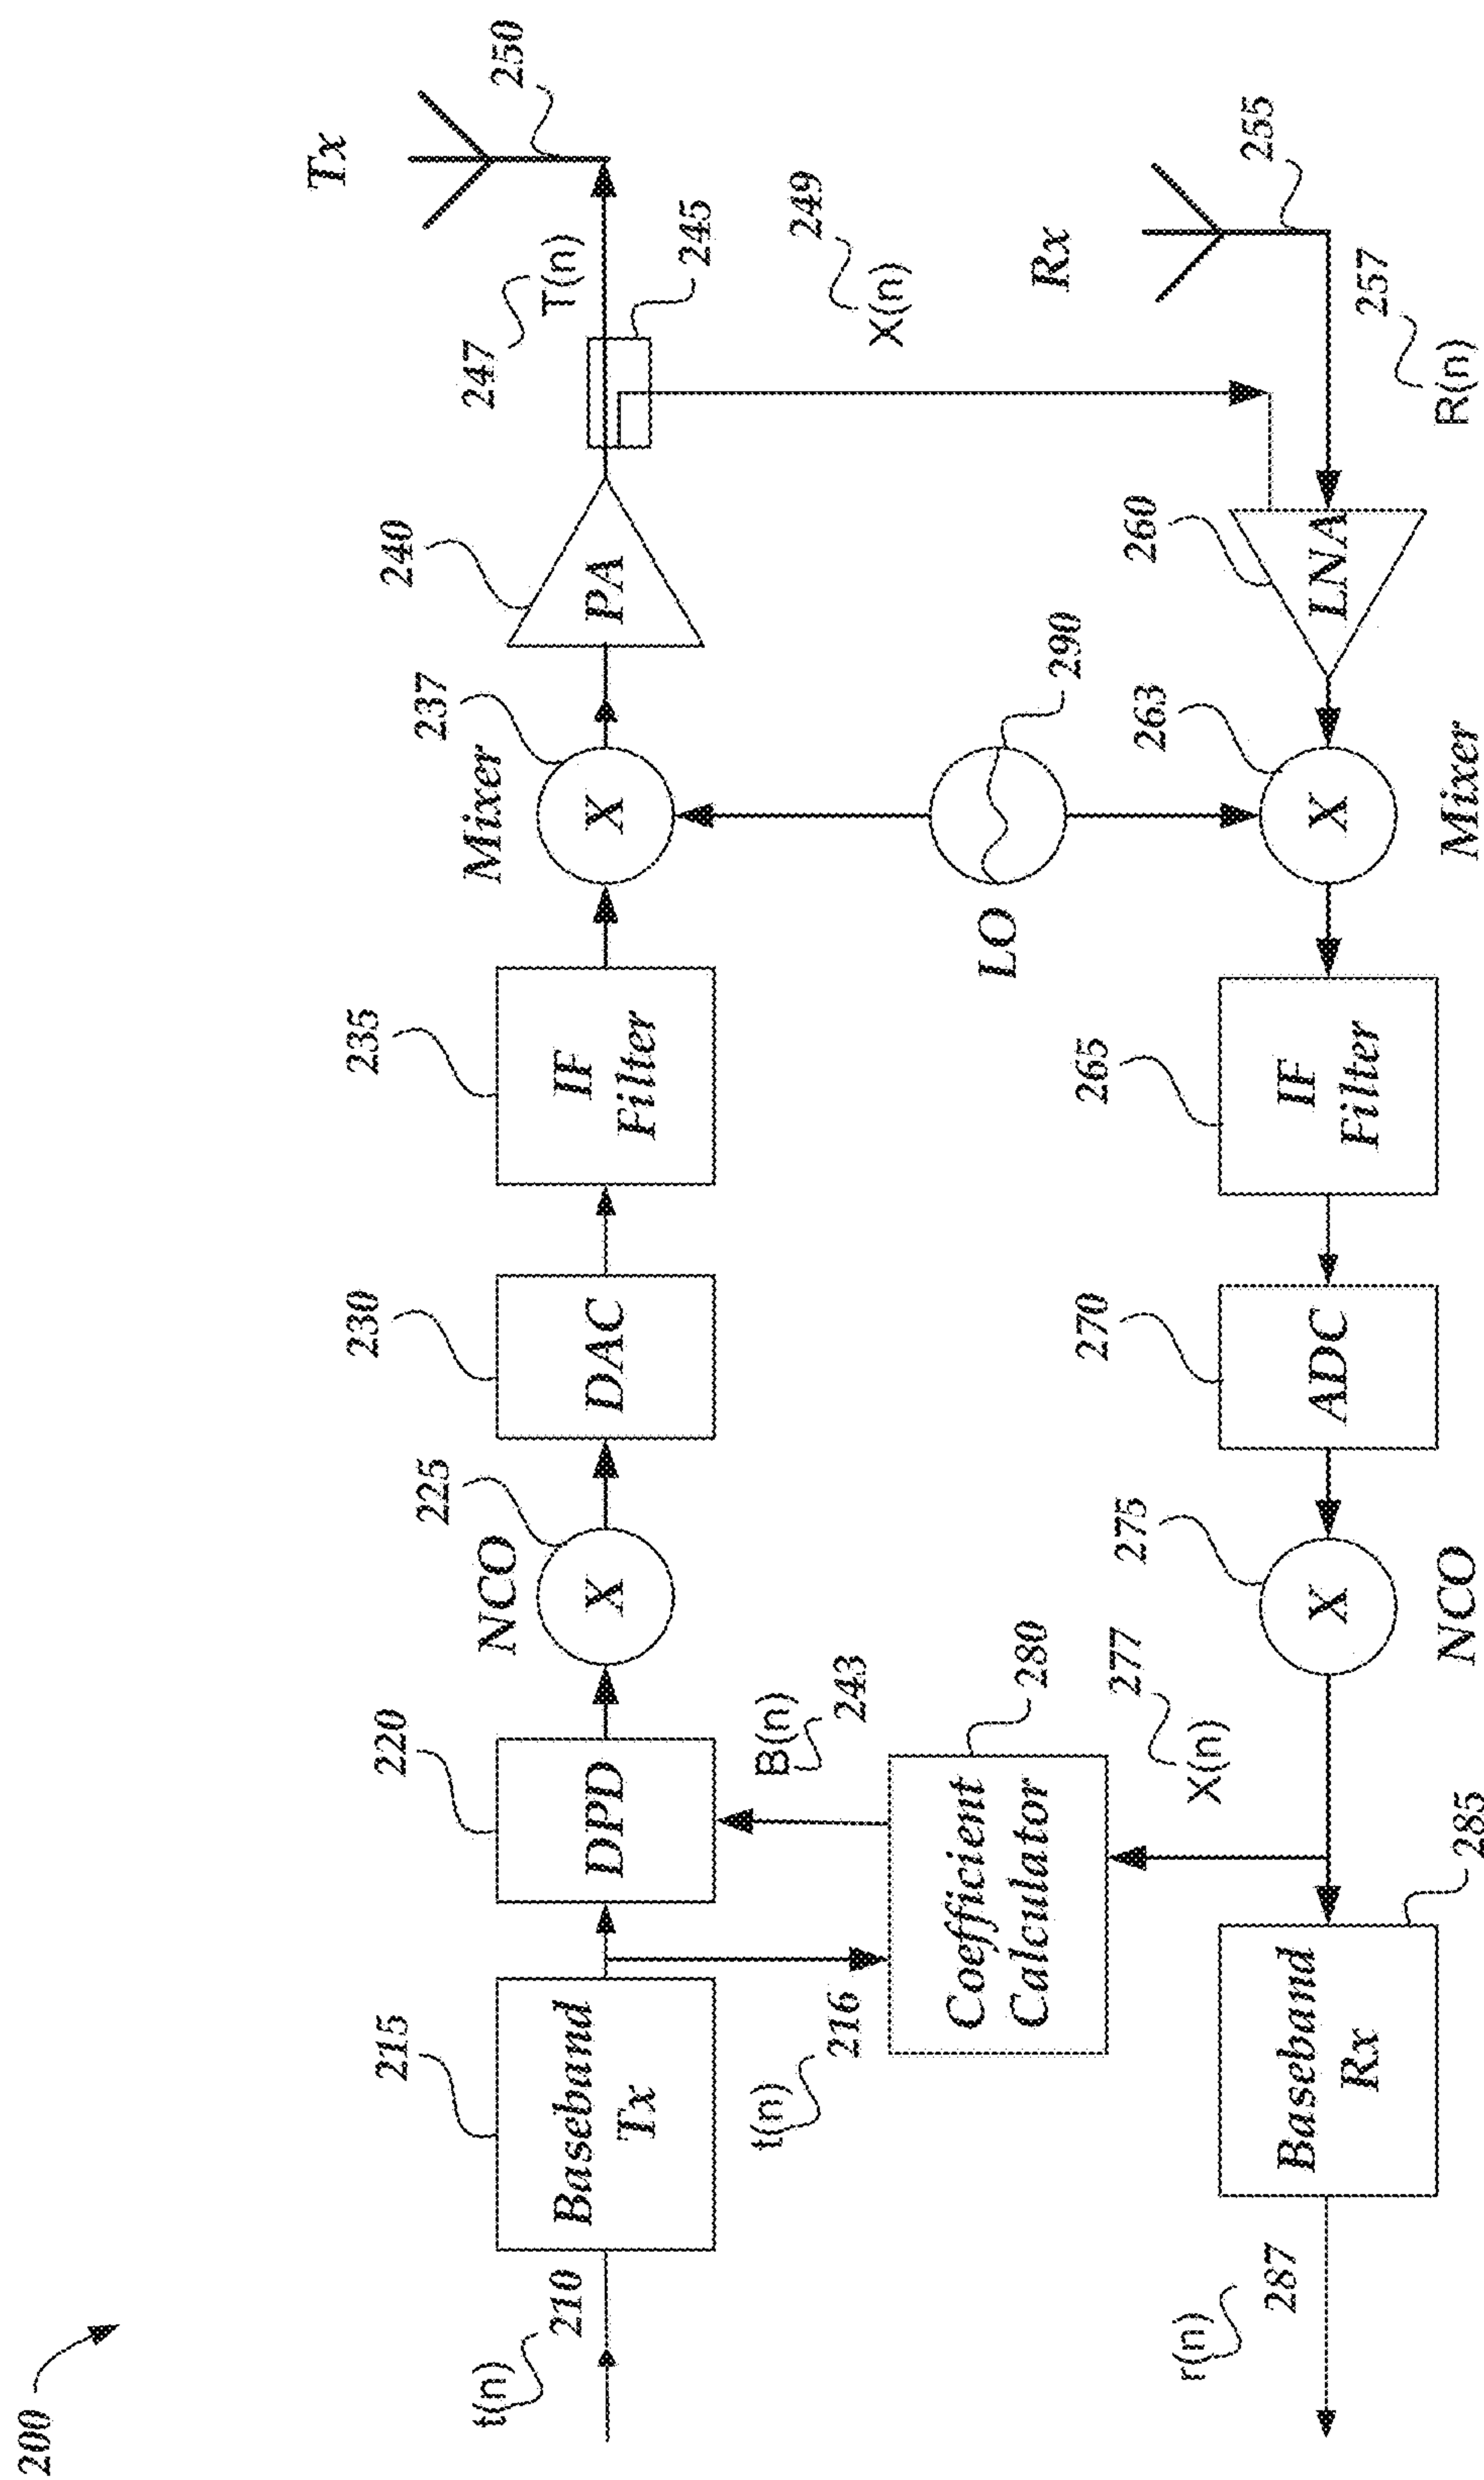 200
t(n)
210
215
Baseband
Tx
t(n)
216
220
DPD
B(n)
243
NCO
225
X
230
DAC
235
IF
Filter
Mixer
237
X
240
PA
247
T(n)
245
Tx
250
249
X(n)
LO
290
Coefficient
Calculator
280
277
X(n)
Rx
255
257
R(n)
260
LNA
263
X
Mixer
265
IF
Filter
270
ADC
275
X
NCO
285
Baseband
Rx
r(n)
287